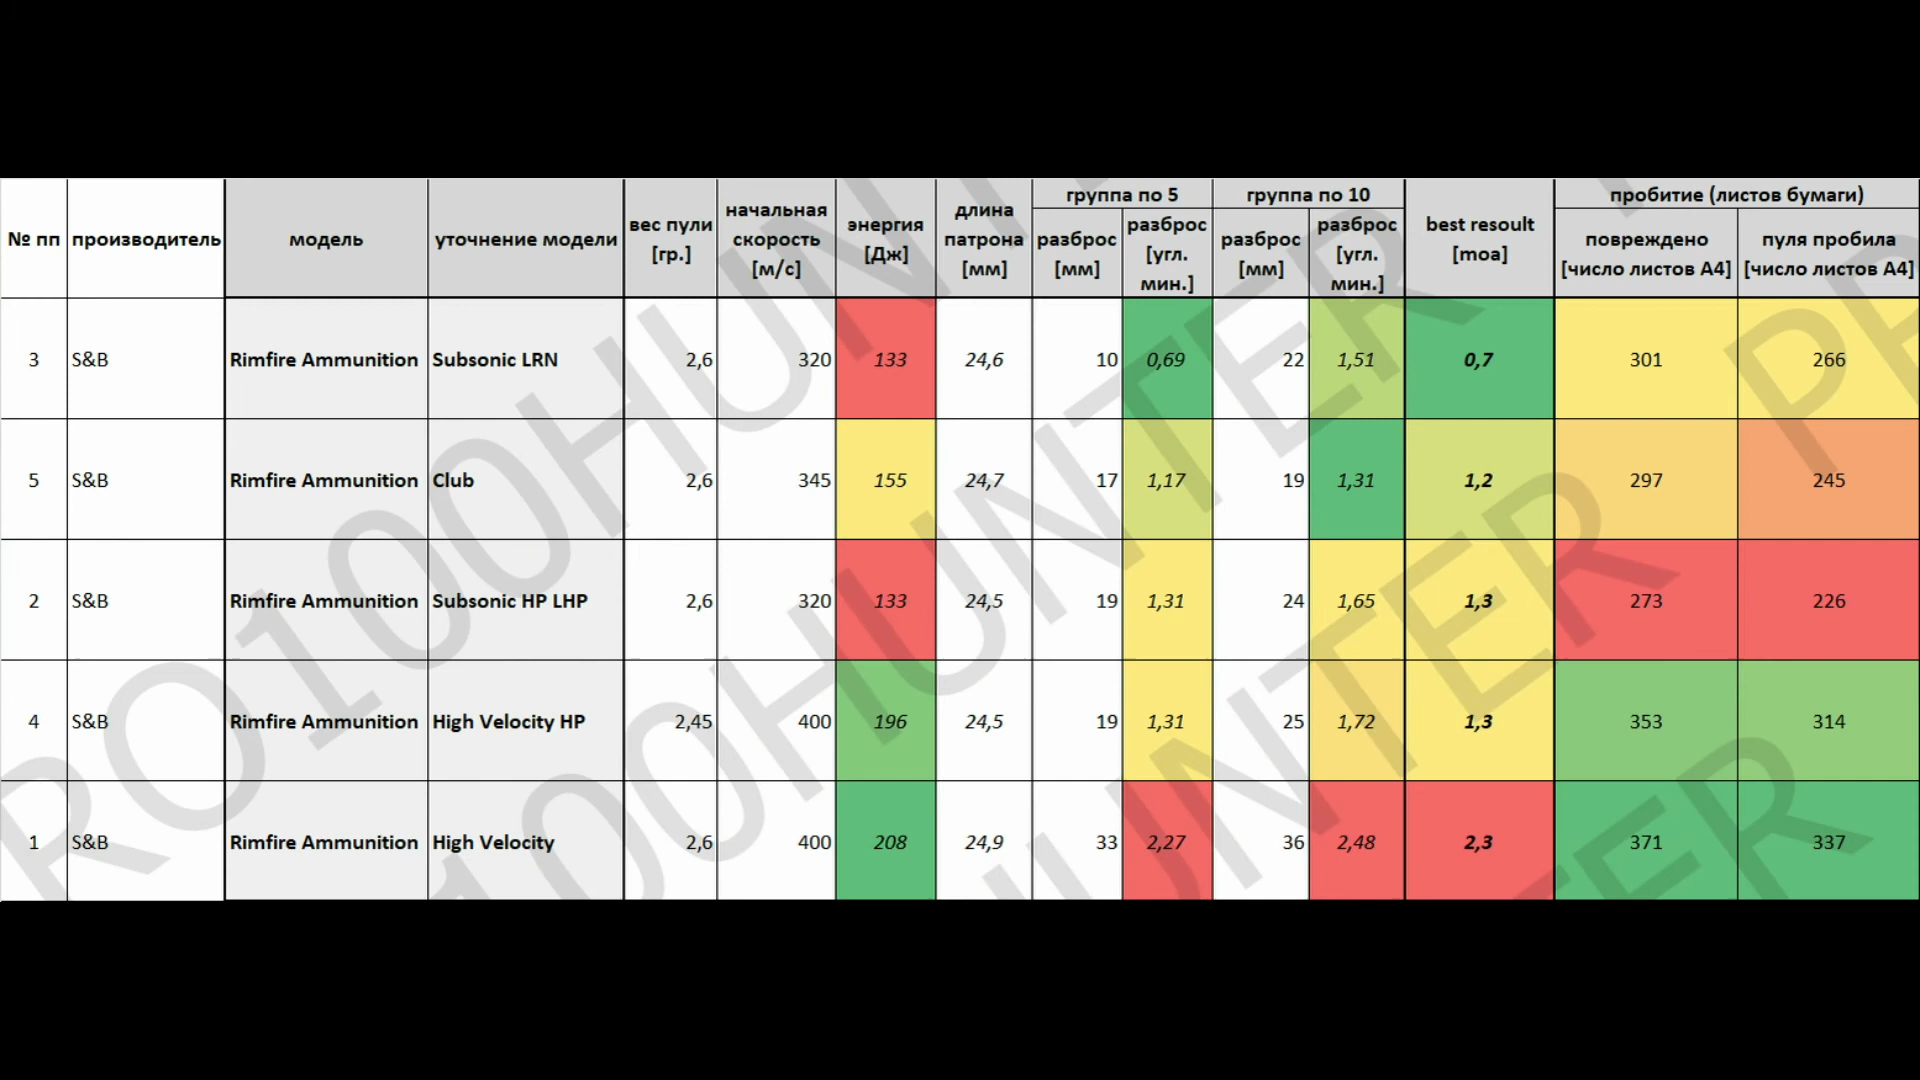 № пп производитель модель уточнение модели вес пули [гр.] начальная скорость [м/с] энергия [Дж] длина патрона [мм] группа по 5 разброс [мм] разброс [угл. мин.] группа по 10 разброс [мм] разброс [угл. мин.] best resoult [moa] пробитие (листов бумаги) повреждено [число листов А4] пуля пробила [число листов А4]
3 S&B Rimfire Ammunition Subsonic LRN 2,6 320 133 24,6 10 0,69 22 1,51 0,7 301 266
5 S&B Rimfire Ammunition Club 2,6 345 155 24,7 17 1,17 19 1,31 1,2 297 245
2 S&B Rimfire Ammunition Subsonic HP LHP 2,6 320 133 24,5 19 1,31 24 1,65 1,3 273 226
4 S&B Rimfire Ammunition High Velocity HP 2,45 400 196 24,5 19 1,31 25 1,72 1,3 353 314
1 S&B Rimfire Ammunition High Velocity 2,6 400 208 24,9 33 2,27 36 2,48 2,3 371 337